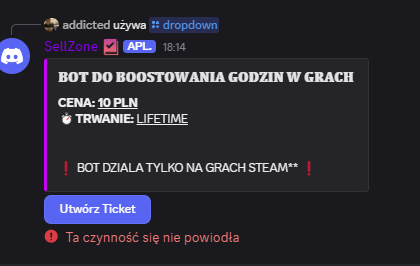 addicted używa dropdown
SellZone APL. 18:14
BOT DO BOOSTOWANIA GODZIN W GRACH
CENA: 10 PLN
TRWANIE: LIFETIME
BOT DZIALA TYLKO NA GRACH STEAM**
Utwórz Ticket
Ta czynność się nie powiodła